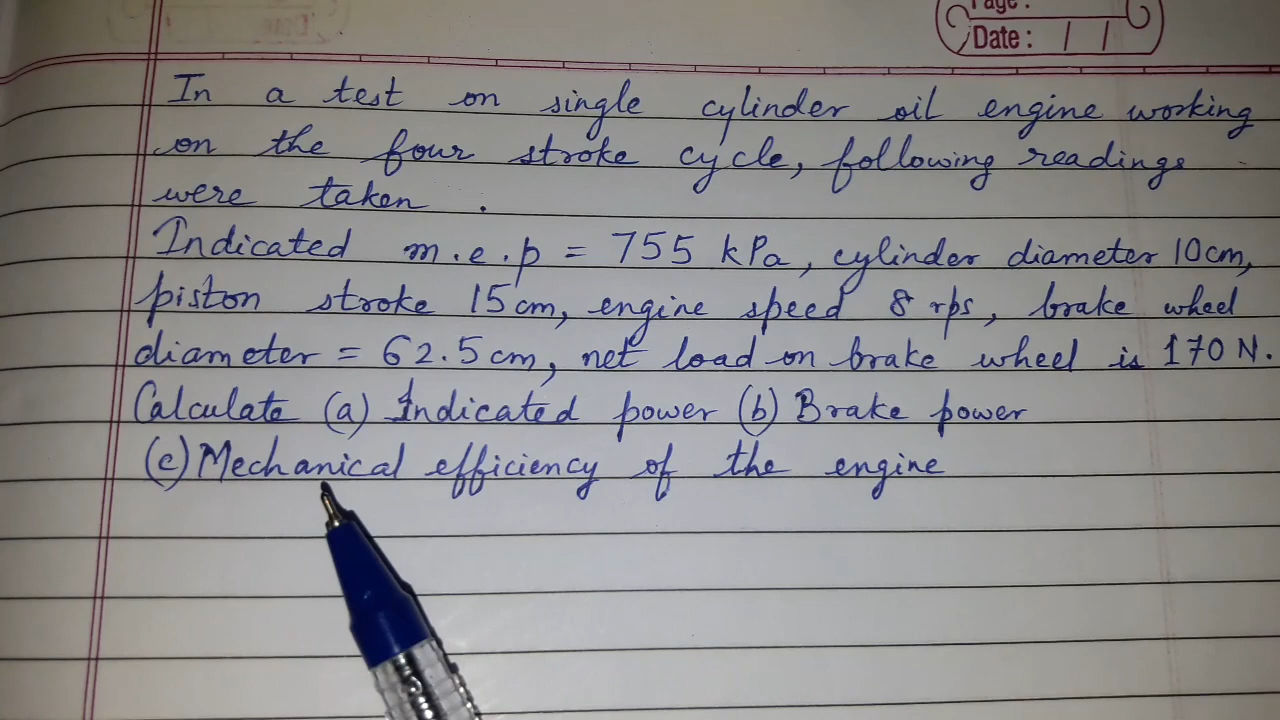 Page:
Date: / /
In a test on single cylinder oil engine working
on the four stroke cycle, following readings
were taken.
Indicated m.e.p = 755 kPa, cylinder diameter 10cm,
piston stroke 15cm, engine speed 8 rps, brake wheel
diameter = 62.5cm, net load on brake wheel is 170 N.
Calculate (a) Indicated power (b) Brake power
(c) Mechanical efficiency of the engine